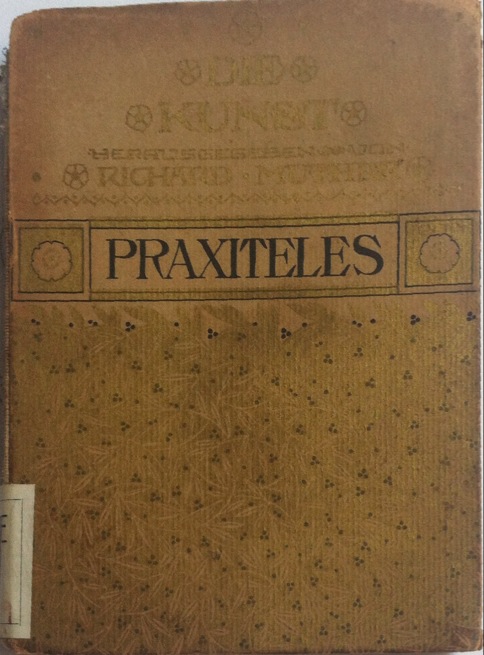 DIE
KUNST
HERAUSGEGEBEN VON
RICHARD · MUTHER
PRAXITELES